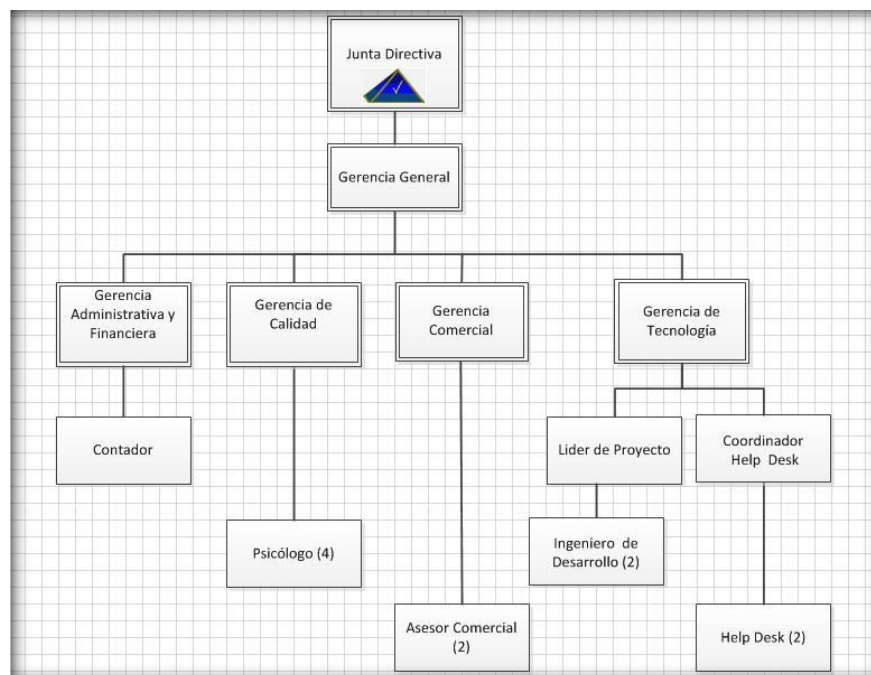 Junta Directiva
Gerencia General
Gerencia
Administrativa y
Financiera
Gerencia de
Calidad
Gerencia
Comercial
Gerencia de
Tecnología
Contador
Lider de Proyecto
Coordinador
Help Desk
Psicólogo (4)
Ingeniero de
Desarrollo (2)
Asesor Comercial
(2)
Help Desk (2)